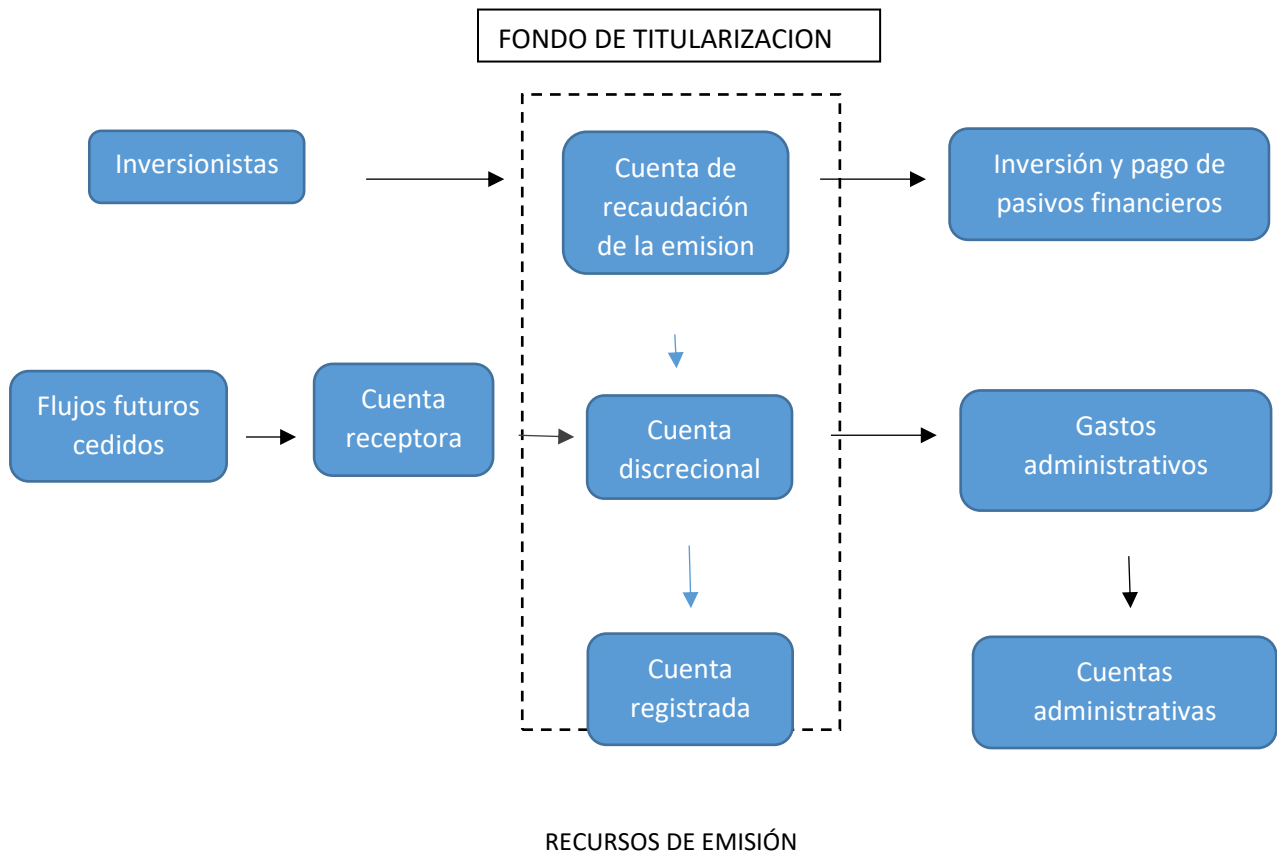 FONDO DE TITULARIZACION
Inversionistas
Cuenta de
recaudación
de la emision
Inversión y pago de
pasivos financieros
Flujos futuros
cedidos
Cuenta
receptora
Cuenta
discrecional
Gastos
administrativos
Cuenta
registrada
Cuentas
administrativas
RECURSOS DE EMISIÓN